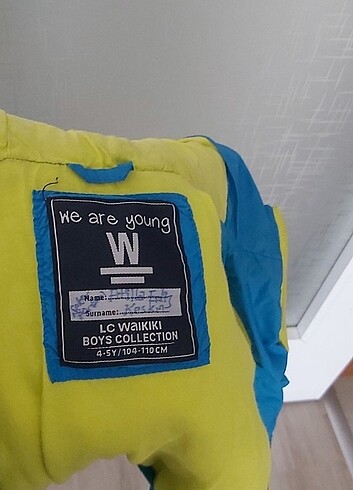 We are young
W
Name:
Surname:
LC WAIKIKI
BOYS COLLECTION
4-5Y/104-110CM